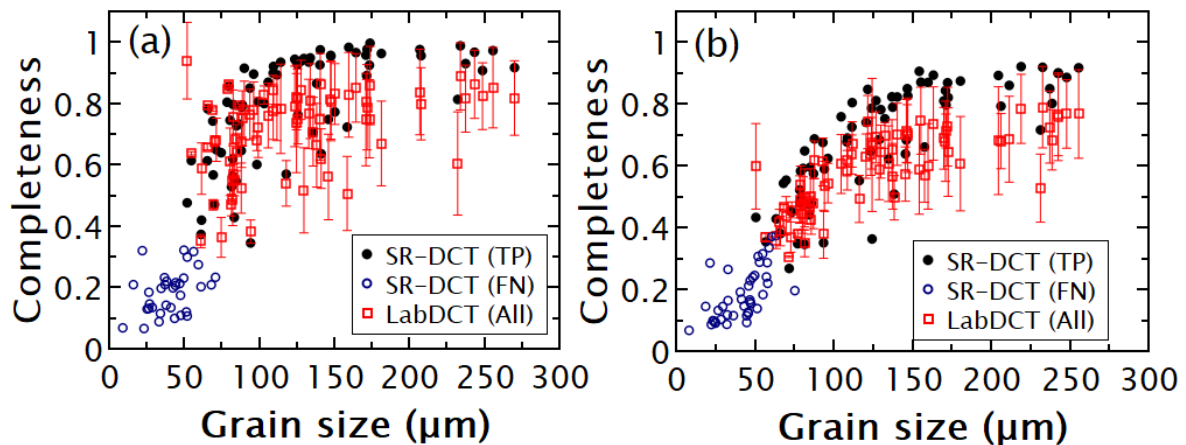 (a)
1
0.8
0.6
0.4
0.2
0
Completeness
SR-DCT (TP)
SR-DCT (FN)
LabDCT (All)
0 50 100 150 200 250 300
Grain size (μm)
(b)
1
0.8
0.6
0.4
0.2
0
Completeness
SR-DCT (TP)
SR-DCT (FN)
LabDCT (All)
0 50 100 150 200 250 300
Grain size (μm)